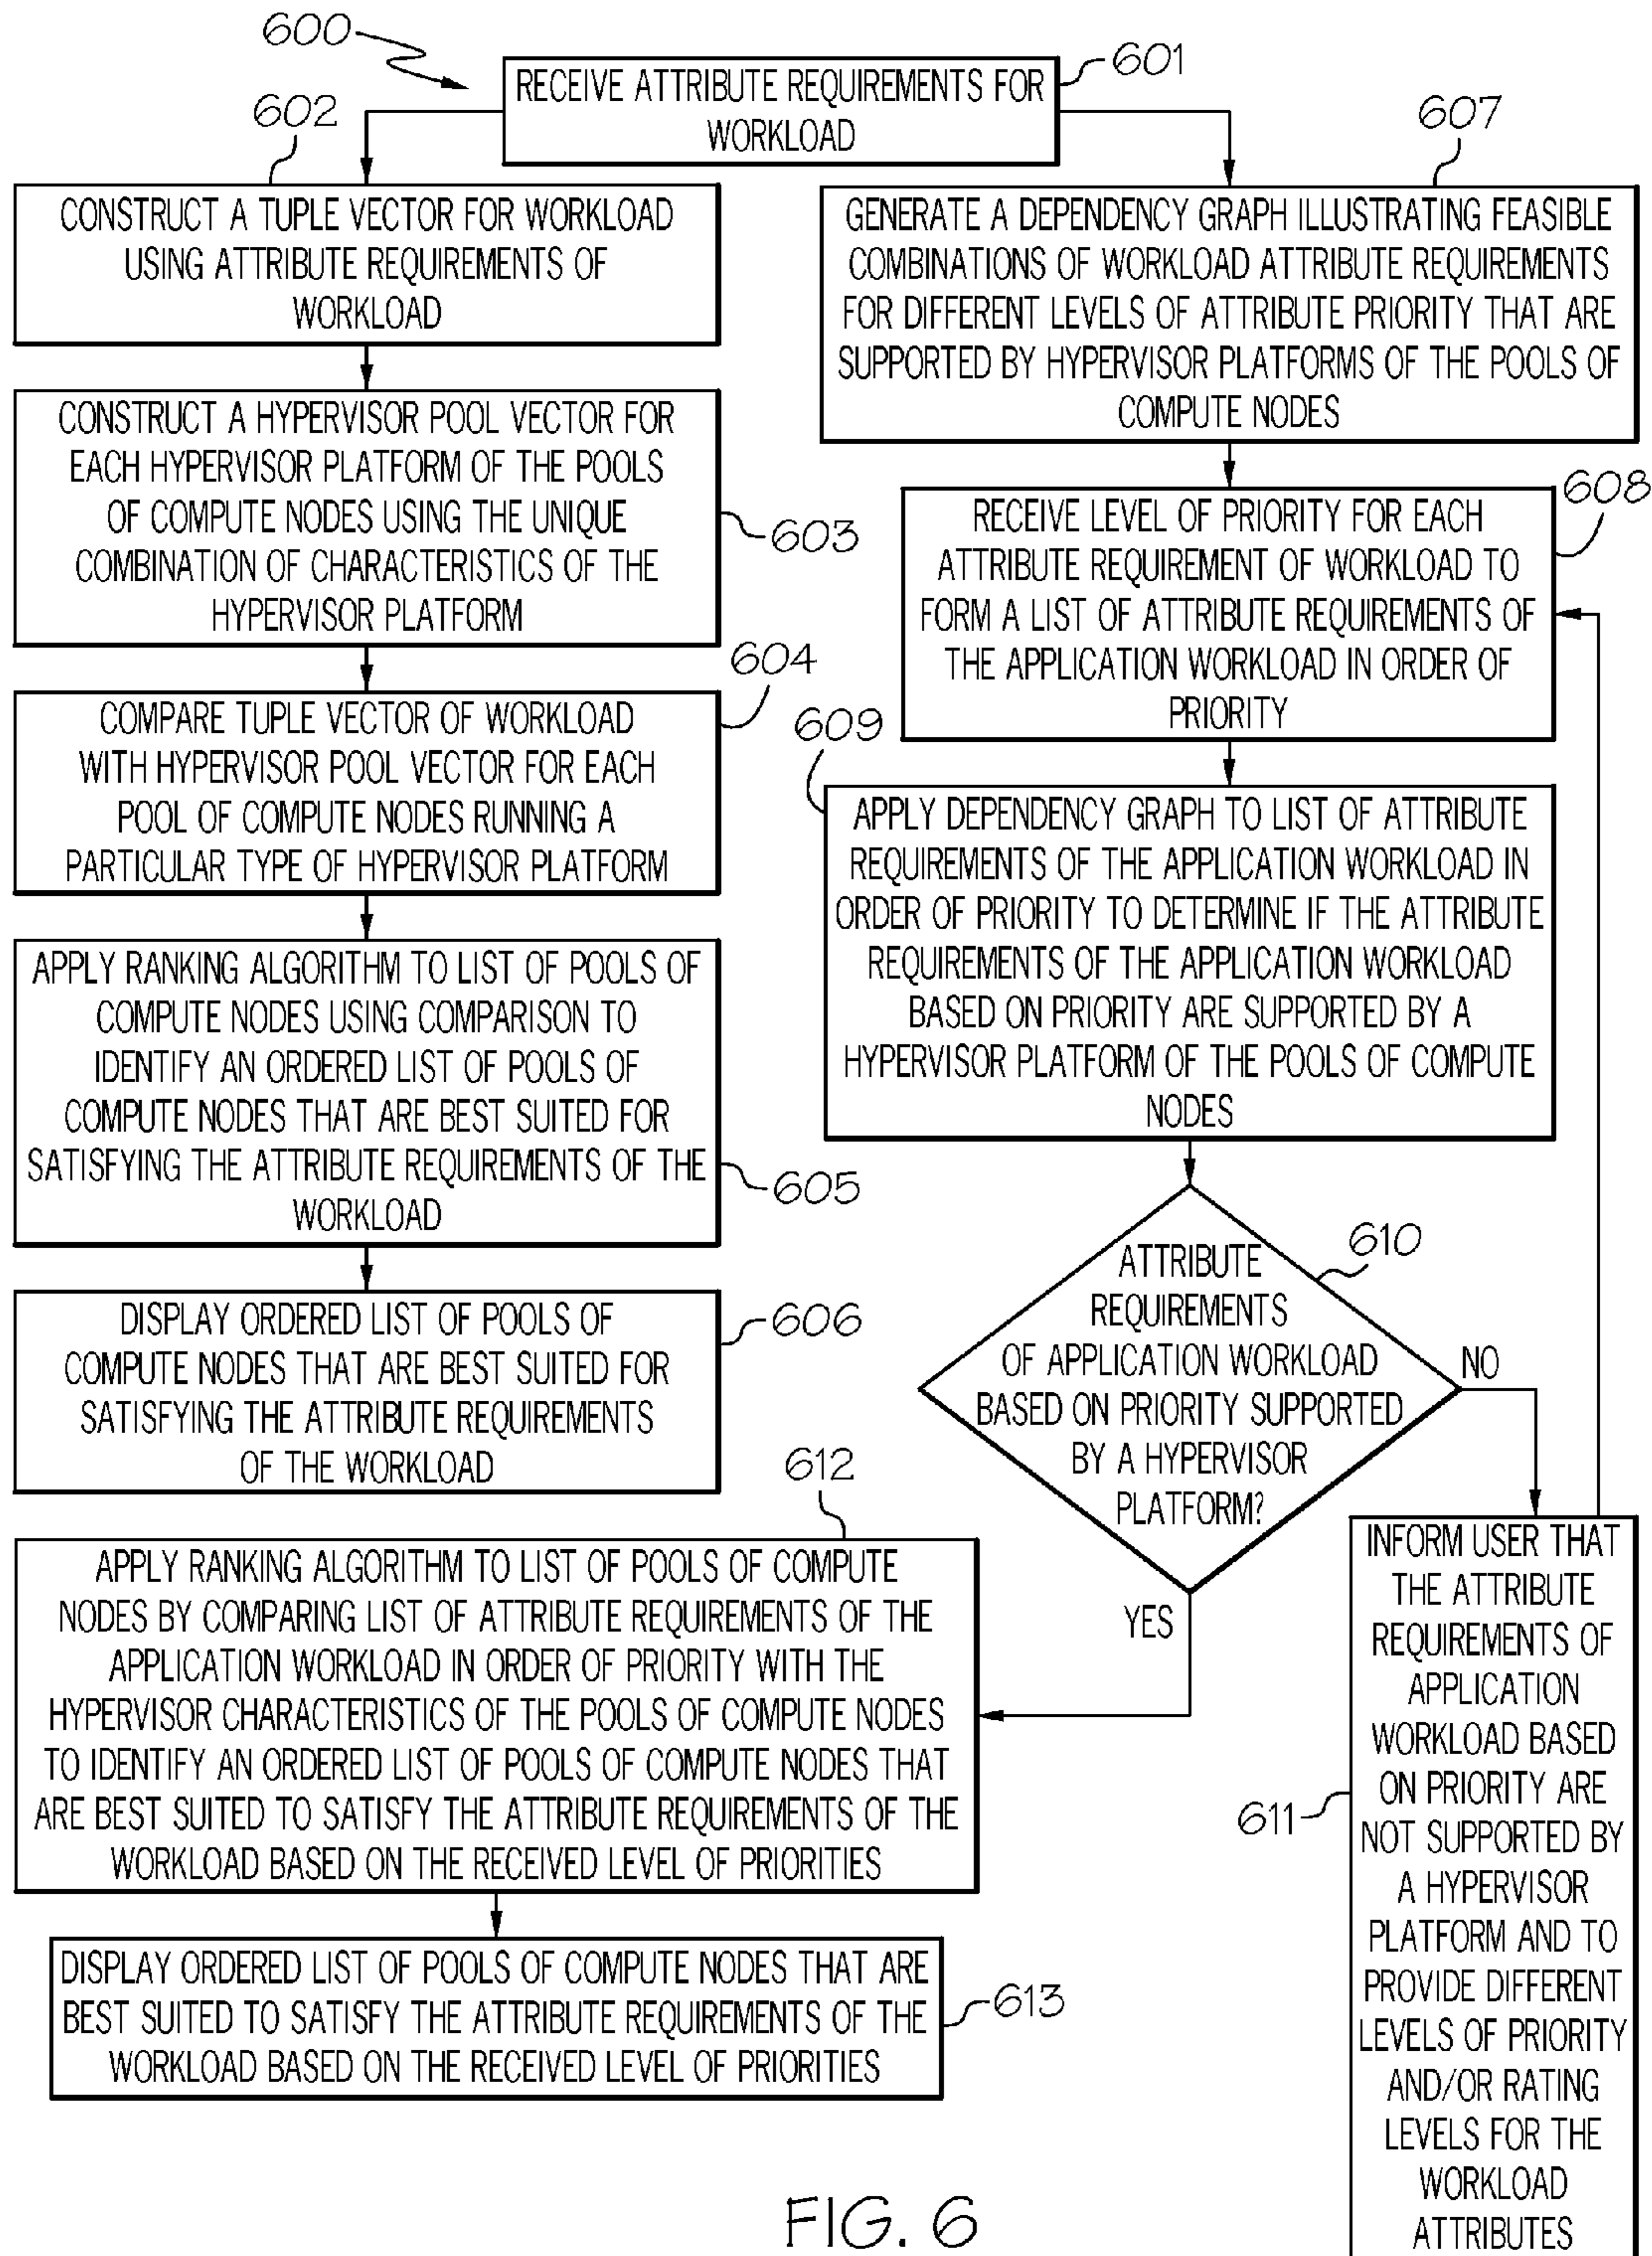 600
601
RECEIVE ATTRIBUTE REQUIREMENTS FOR
WORKLOAD
602
CONSTRUCT A TUPLE VECTOR FOR WORKLOAD
USING ATTRIBUTE REQUIREMENTS OF
WORKLOAD
CONSTRUCT A HYPERVISOR POOL VECTOR FOR
EACH HYPERVISOR PLATFORM OF THE POOLS
OF COMPUTE NODES USING THE UNIQUE
COMBINATION OF CHARACTERISTICS OF THE
HYPERVISOR PLATFORM
603
604
COMPARE TUPLE VECTOR OF WORKLOAD
WITH HYPERVISOR POOL VECTOR FOR EACH
POOL OF COMPUTE NODES RUNNING A
PARTICULAR TYPE OF HYPERVISOR PLATFORM
APPLY RANKING ALGORITHM TO LIST OF POOLS OF
COMPUTE NODES USING COMPARISON TO
IDENTIFY AN ORDERED LIST OF POOLS OF
COMPUTE NODES THAT ARE BEST SUITED FOR
SATISFYING THE ATTRIBUTE REQUIREMENTS OF THE
WORKLOAD
605
DISPLAY ORDERED LIST OF POOLS OF
COMPUTE NODES THAT ARE BEST SUITED FOR
SATISFYING THE ATTRIBUTE REQUIREMENTS
OF THE WORKLOAD
606
607
GENERATE A DEPENDENCY GRAPH ILLUSTRATING FEASIBLE
COMBINATIONS OF WORKLOAD ATTRIBUTE REQUIREMENTS
FOR DIFFERENT LEVELS OF ATTRIBUTE PRIORITY THAT ARE
SUPPORTED BY HYPERVISOR PLATFORMS OF THE POOLS OF
COMPUTE NODES
608
RECEIVE LEVEL OF PRIORITY FOR EACH
ATTRIBUTE REQUIREMENT OF WORKLOAD TO
FORM A LIST OF ATTRIBUTE REQUIREMENTS OF
THE APPLICATION WORKLOAD IN ORDER OF
PRIORITY
609
APPLY DEPENDENCY GRAPH TO LIST OF ATTRIBUTE
REQUIREMENTS OF THE APPLICATION WORKLOAD IN
ORDER OF PRIORITY TO DETERMINE IF THE ATTRIBUTE
REQUIREMENTS OF THE APPLICATION WORKLOAD
BASED ON PRIORITY ARE SUPPORTED BY A
HYPERVISOR PLATFORM OF THE POOLS OF COMPUTE
NODES
610
ATTRIBUTE
REQUIREMENTS
OF APPLICATION WORKLOAD
BASED ON PRIORITY SUPPORTED
BY A HYPERVISOR
PLATFORM?
NO
YES
611
INFORM USER THAT
THE ATTRIBUTE
REQUIREMENTS OF
APPLICATION
WORKLOAD BASED
ON PRIORITY ARE
NOT SUPPORTED BY
A HYPERVISOR
PLATFORM AND TO
PROVIDE DIFFERENT
LEVELS OF PRIORITY
AND/OR RATING
LEVELS FOR THE
WORKLOAD
ATTRIBUTES
612
APPLY RANKING ALGORITHM TO LIST OF POOLS OF COMPUTE
NODES BY COMPARING LIST OF ATTRIBUTE REQUIREMENTS OF THE
APPLICATION WORKLOAD IN ORDER OF PRIORITY WITH THE
HYPERVISOR CHARACTERISTICS OF THE POOLS OF COMPUTE NODES
TO IDENTIFY AN ORDERED LIST OF POOLS OF COMPUTE NODES THAT
ARE BEST SUITED TO SATISFY THE ATTRIBUTE REQUIREMENTS OF THE
WORKLOAD BASED ON THE RECEIVED LEVEL OF PRIORITIES
DISPLAY ORDERED LIST OF POOLS OF COMPUTE NODES THAT ARE
BEST SUITED TO SATISFY THE ATTRIBUTE REQUIREMENTS OF THE
WORKLOAD BASED ON THE RECEIVED LEVEL OF PRIORITIES
613
FIG. 6